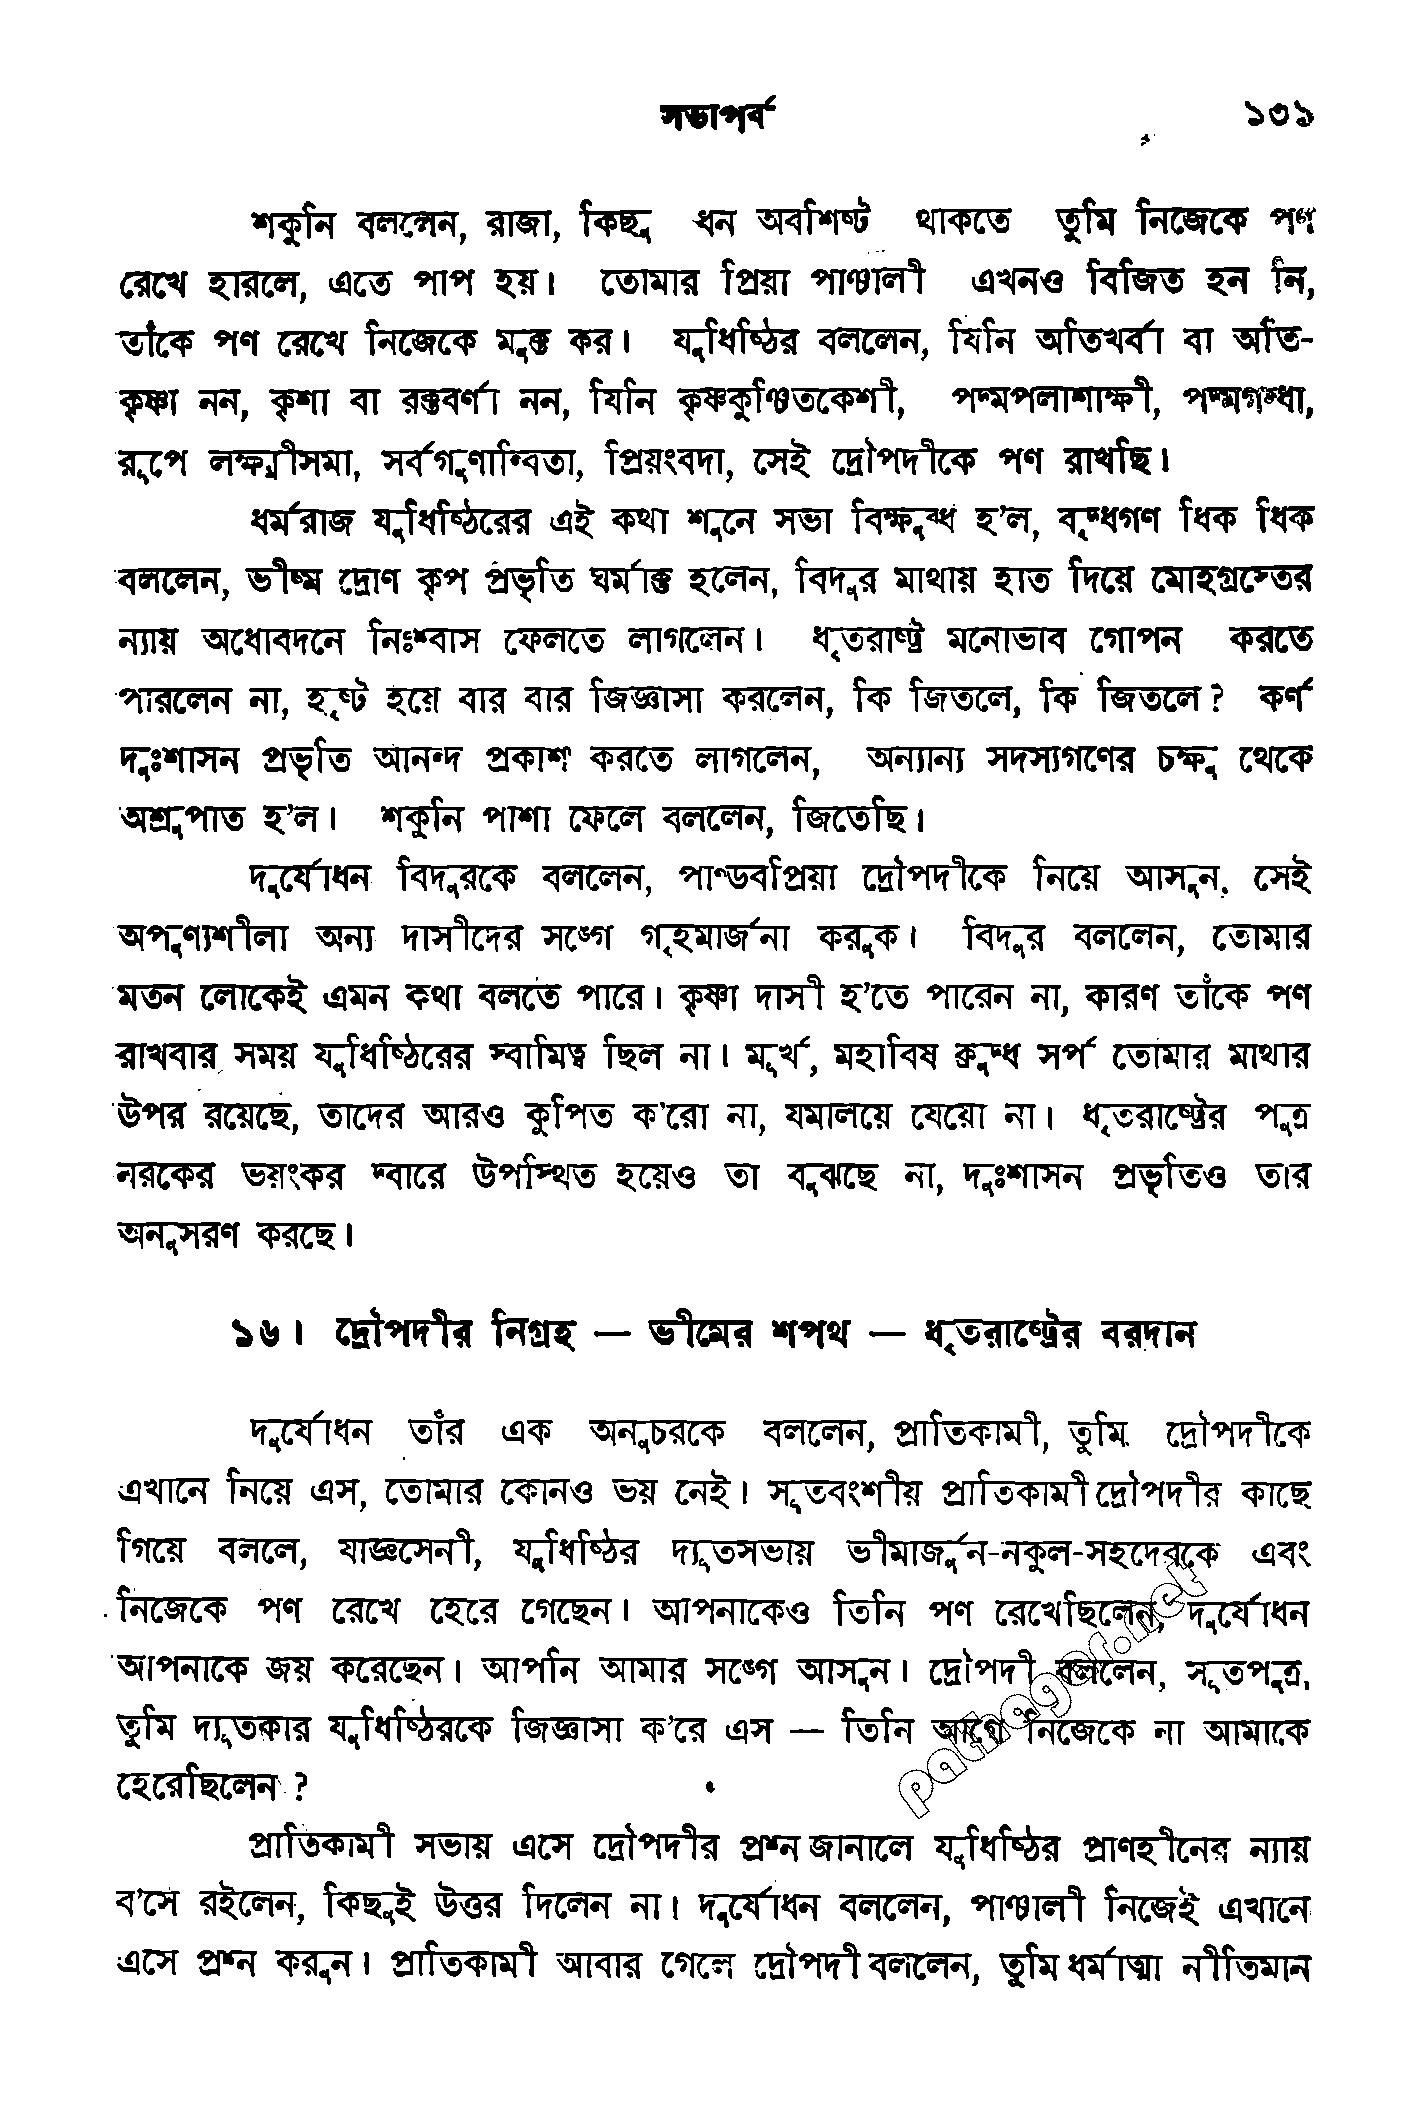 সভাপর্ব ১৩১
শকুনি বললেন, রাজা, কিছু ধন অবশিষ্ট থাকতে তুমি নিজেকে পণ
রেখে হারলে, এতে পাপ হয়। তোমার প্রিয়া পাঞ্চালী এখনও বিজিত হন নি,
তাঁকে পণ রেখে নিজেকে মুক্ত কর। যুধিষ্ঠির বললেন, যিনি অতিখর্বা বা অতি-
কৃষ্ণা নন, কৃশা বা রক্তবর্ণা নন, যিনি কৃষ্ণকুঞ্চিতকেশী, পদ্মপলাশাক্ষী, পদ্মগন্ধা,
রূপে লক্ষ্মীসমা, সর্বগুণান্বিতা, প্রিয়ংবদা, সেই দ্রৌপদীকে পণ রাখছি।
ধর্মরাজ যুধিষ্ঠিরের এই কথা শুনে সভা বিক্ষুব্ধ হ'ল, বৃদ্ধগণ ধিক ধিক
বললেন, ভীষ্ম দ্রোণ কৃপ প্রভৃতি ঘর্মাক্ত হলেন, বিদুর মাথায় হাত দিয়ে মোহগ্রস্তের
ন্যায় অধোবদনে নিঃশ্বাস ফেলতে লাগলেন। ধৃতরাষ্ট্র মনোভাব গোপন করতে
পারলেন না, হৃষ্ট হয়ে বার বার জিজ্ঞাসা করলেন, কি জিতলে, কি জিতলে? কর্ণ
দুঃশাসন প্রভৃতি আনন্দ প্রকাশ করতে লাগলেন, অন্যান্য সদস্যগণের চক্ষু থেকে
অশ্রুপাত হ'ল। শকুনি পাশা ফেলে বললেন, জিতেছি।
দুর্যোধন বিদুরকে বললেন, পাণ্ডবপ্রিয়া দ্রৌপদীকে নিয়ে আসুন, সেই
অপুণ্যশীলা অন্য দাসীদের সঙ্গে গৃহমার্জনা করুক। বিদুর বললেন, তোমার
মতন লোকেই এমন কথা বলতে পারে। কৃষ্ণা দাসী হ'তে পারেন না, কারণ তাঁকে পণ
রাখবার সময় যুধিষ্ঠিরের স্বামিত্ব ছিল না। মূর্খ, মহাবিষ ক্রুদ্ধ সর্প তোমার মাথার
উপর রয়েছে, তাদের আরও কুপিত ক'রো না, যমালয়ে যেয়ো না। ধৃতরাষ্ট্রের পুত্র
নরকের ভয়ংকর দ্বারে উপস্থিত হয়েও তা বুঝছে না, দুঃশাসন প্রভৃতিও তার
অনুসরণ করছে।
১৬। দ্রৌপদীর নিগ্রহ — ভীমের শপথ — ধৃতরাষ্ট্রের বরদান
দুর্যোধন তাঁর এক অনুচরকে বললেন, প্রাতিকামী, তুমি দ্রৌপদীকে
এখানে নিয়ে এস, তোমার কোনও ভয় নেই। সূতবংশীয় প্রাতিকামী দ্রৌপদীর কাছে
গিয়ে বললে, যাজ্ঞসেনী, যুধিষ্ঠির দ্যূতসভায় ভীমার্জুন-নকুল-সহদেবকে এবং
নিজেকে পণ রেখে হেরে গেছেন। আপনাকেও তিনি পণ রেখেছিলেন, দুর্যোধন
আপনাকে জয় করেছেন। আপনি আমার সঙ্গে আসুন। দ্রৌপদী বললেন, সূতপুত্র,
তুমি দ্যূতকার যুধিষ্ঠিরকে জিজ্ঞাসা ক'রে এস — তিনি আগে নিজেকে না আমাকে
হেরেছিলেন?
প্রাতিকামী সভায় এসে দ্রৌপদীর প্রশ্ন জানালে যুধিষ্ঠির প্রাণহীনের ন্যায়
ব'সে রইলেন, কিছুই উত্তর দিলেন না। দুর্যোধন বললেন, পাঞ্চালী নিজেই এখানে
এসে প্রশ্ন করুন। প্রাতিকামী আবার গেলে দ্রৌপদী বললেন, তুমি ধর্মাত্মা নীতিমান
pathagar.net